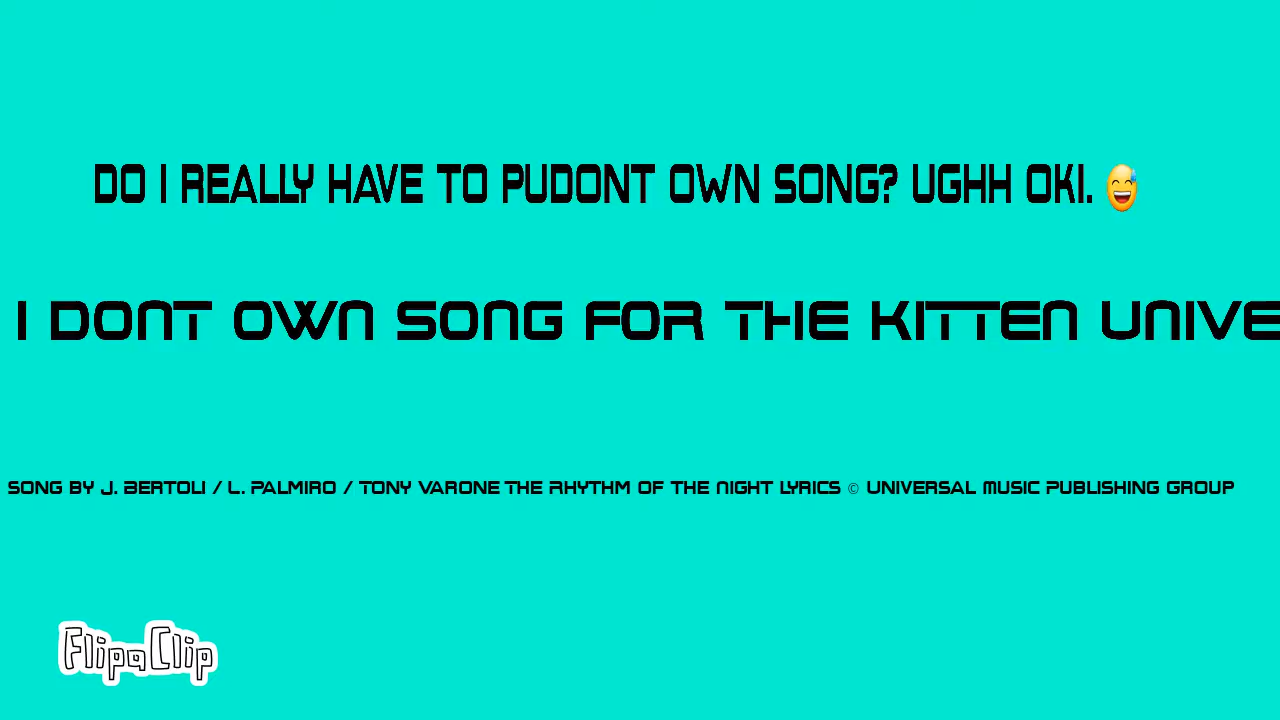 DO I REALLY HAVE TO PUDONT OWN SONG? UGHH OKI. 😅
I DONT OWN SONG FOR THE KITTEN UNIVE
SONG BY J. BERTOLI / L. PALMIRO / TONY VARONE THE RHYTHM OF THE NIGHT LYRICS © UNIVERSAL MUSIC PUBLISHING GROUP
FlipaClip